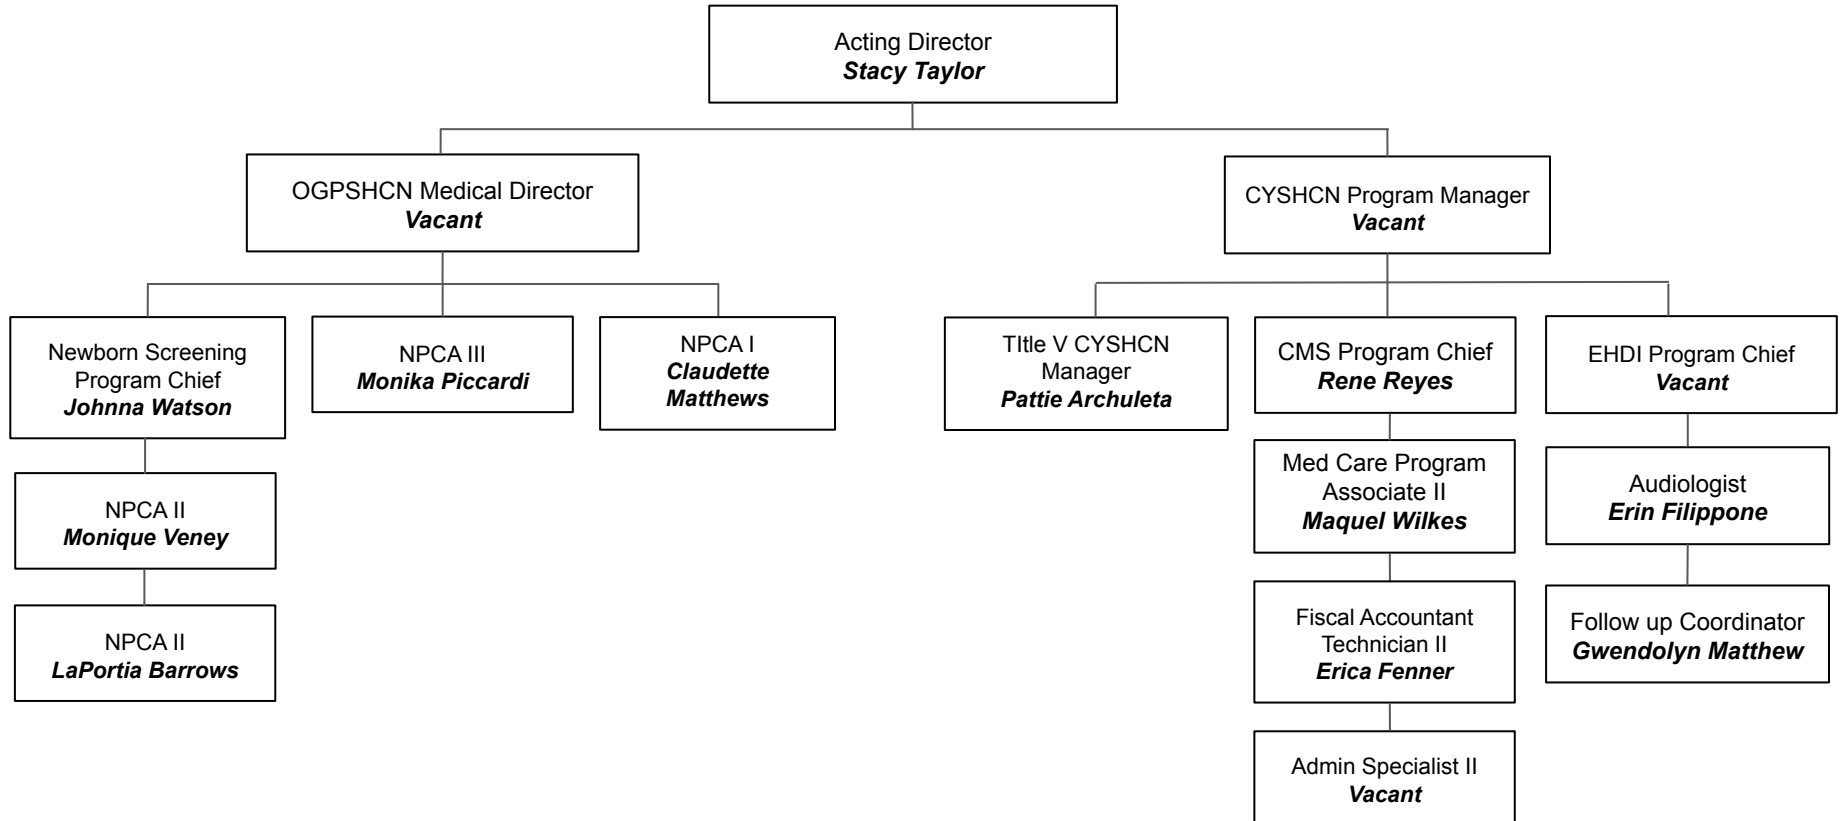 Acting Director
Stacy Taylor
OGPSHCN Medical Director
Vacant
CYSHCN Program Manager
Vacant
Newborn Screening
Program Chief
Johnna Watson
NPCA III
Monika Piccardi
NPCA I
Claudette
Matthews
TItle V CYSHCN
Manager
Pattie Archuleta
CMS Program Chief
Rene Reyes
EHDI Program Chief
Vacant
NPCA II
Monique Veney
Med Care Program
Associate II
Maquel Wilkes
Audiologist
Erin Filippone
NPCA II
LaPortia Barrows
Fiscal Accountant
Technician II
Erica Fenner
Follow up Coordinator
Gwendolyn Matthew
Admin Specialist II
Vacant